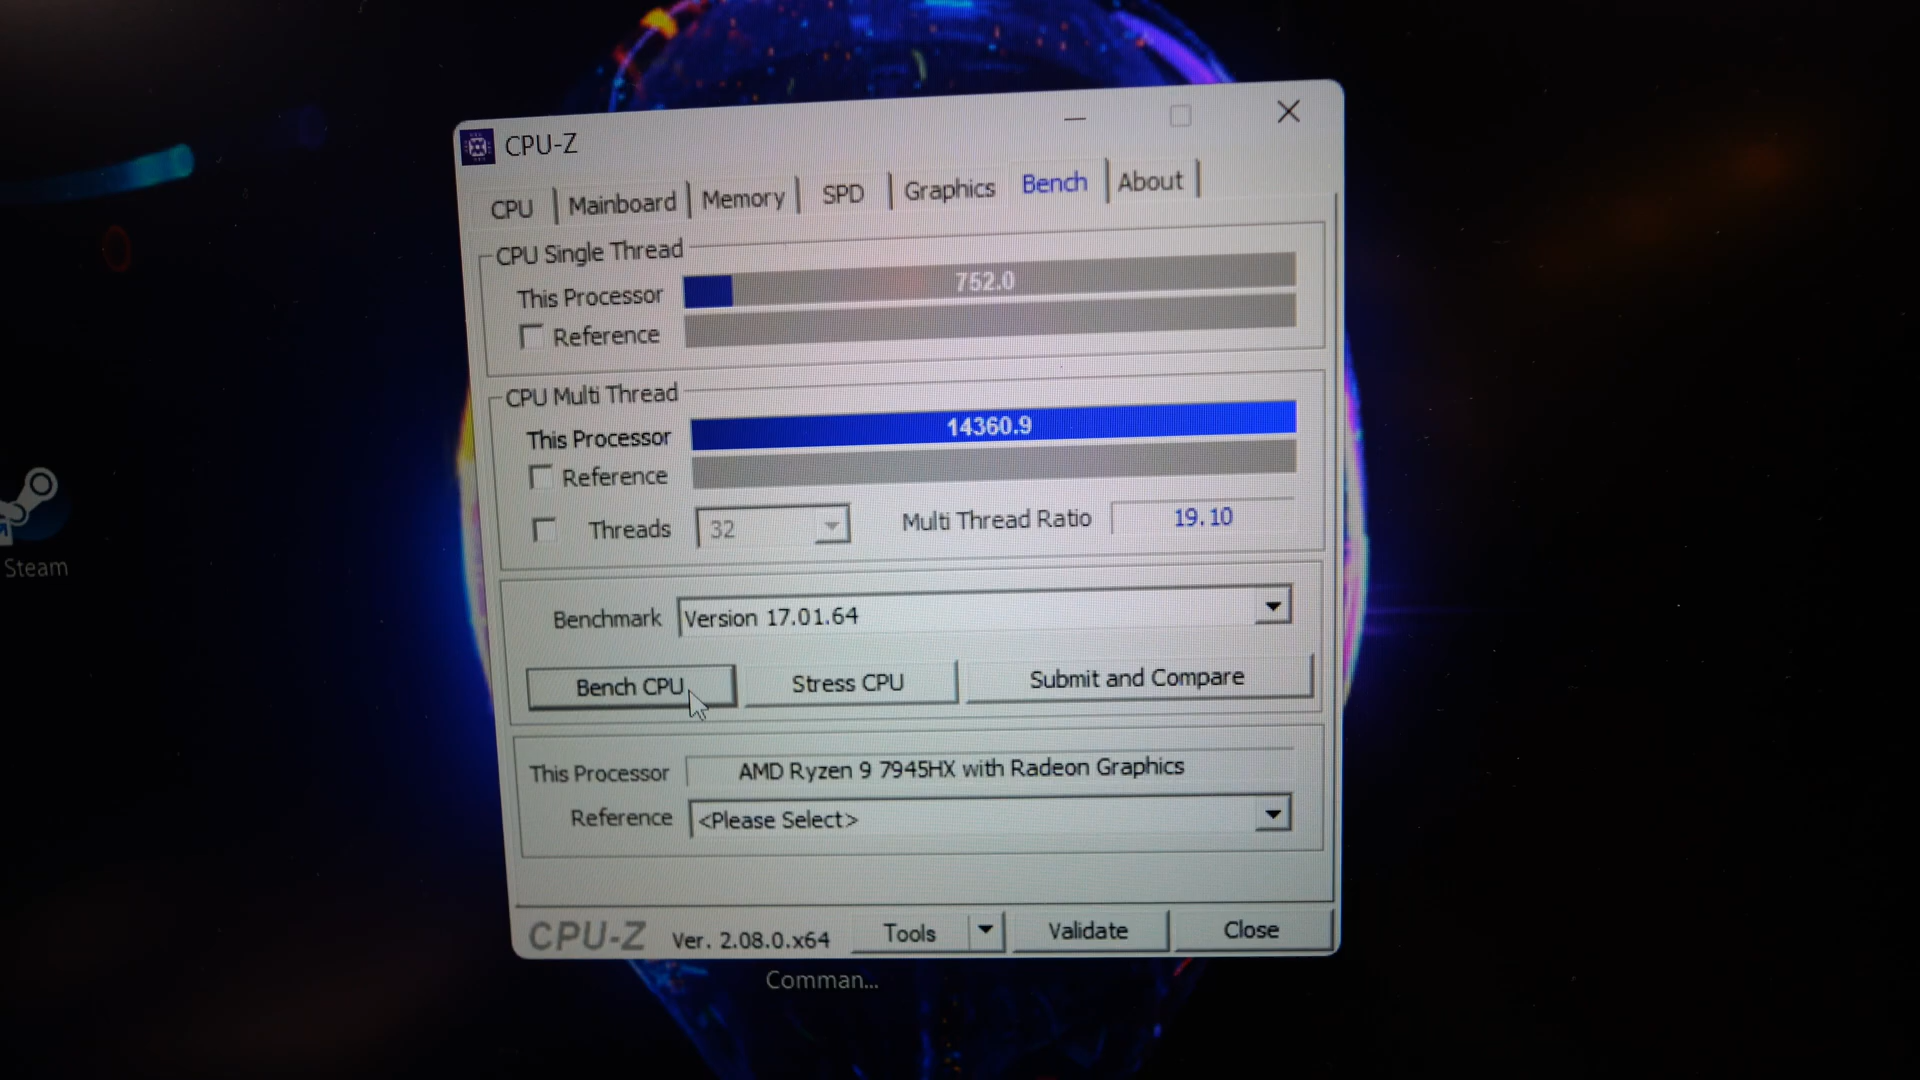 CPU-Z
CPU Mainboard Memory SPD Graphics Bench About
CPU Single Thread
This Processor 752.0
Reference
CPU Multi Thread
This Processor 14360.9
Reference
Threads 32 Multi Thread Ratio 19.10
Benchmark Version 17.01.64
Bench CPU Stress CPU Submit and Compare
This Processor AMD Ryzen 9 7945HX with Radeon Graphics
Reference <Please Select>
CPU-Z Ver. 2.08.0.x64 Tools Validate Close
Steam
Comman...